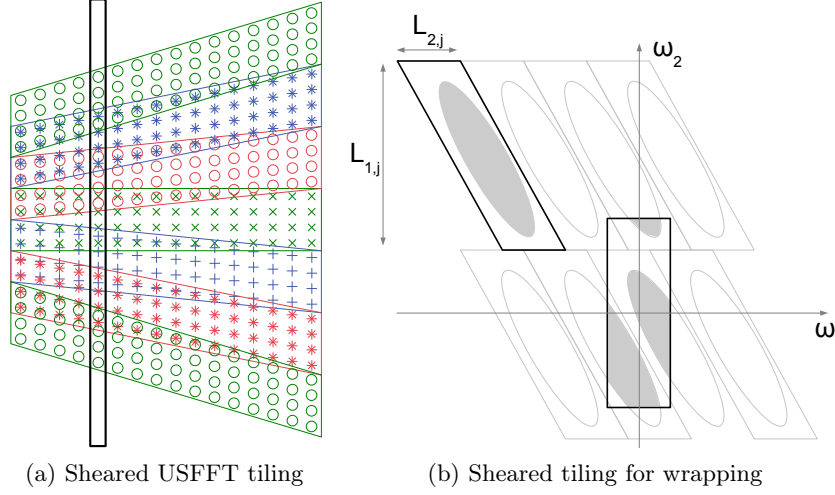 L2,j
ω2
L1,j
ω
(a) Sheared USFFT tiling
(b) Sheared tiling for wrapping